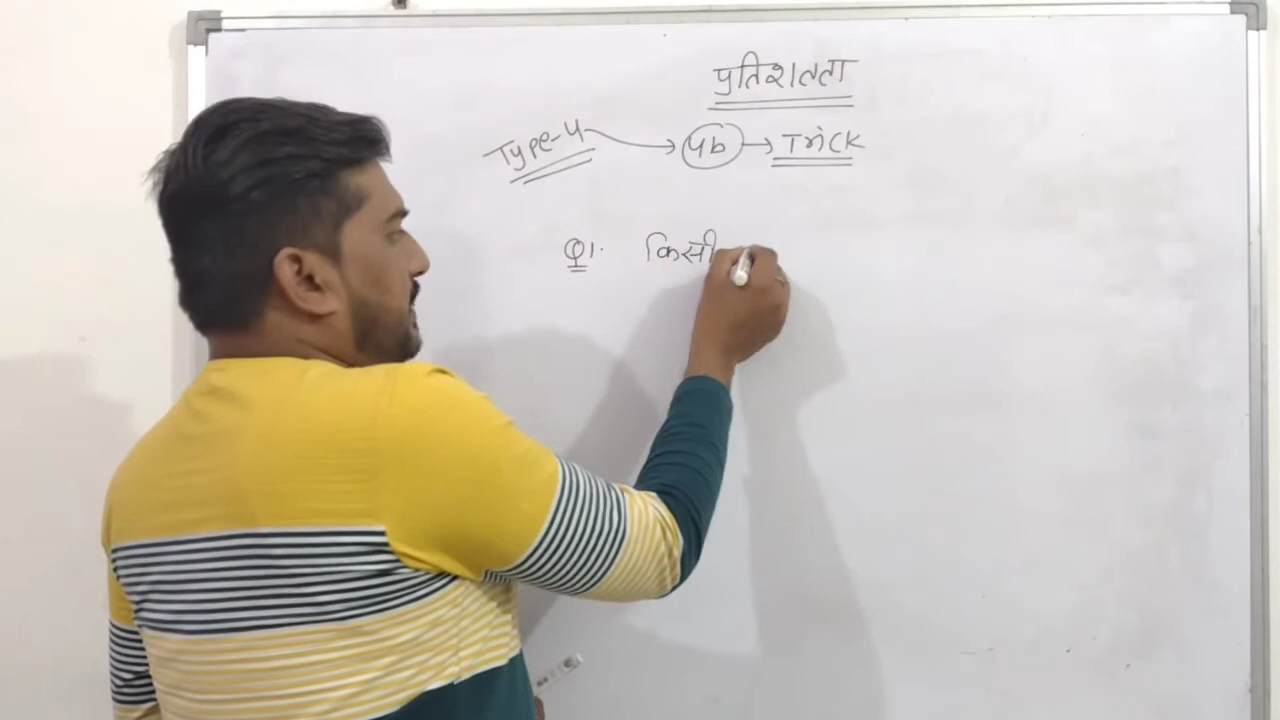 प्रतिशतता
Type-4 → 4b → Trick
Q1. किसी